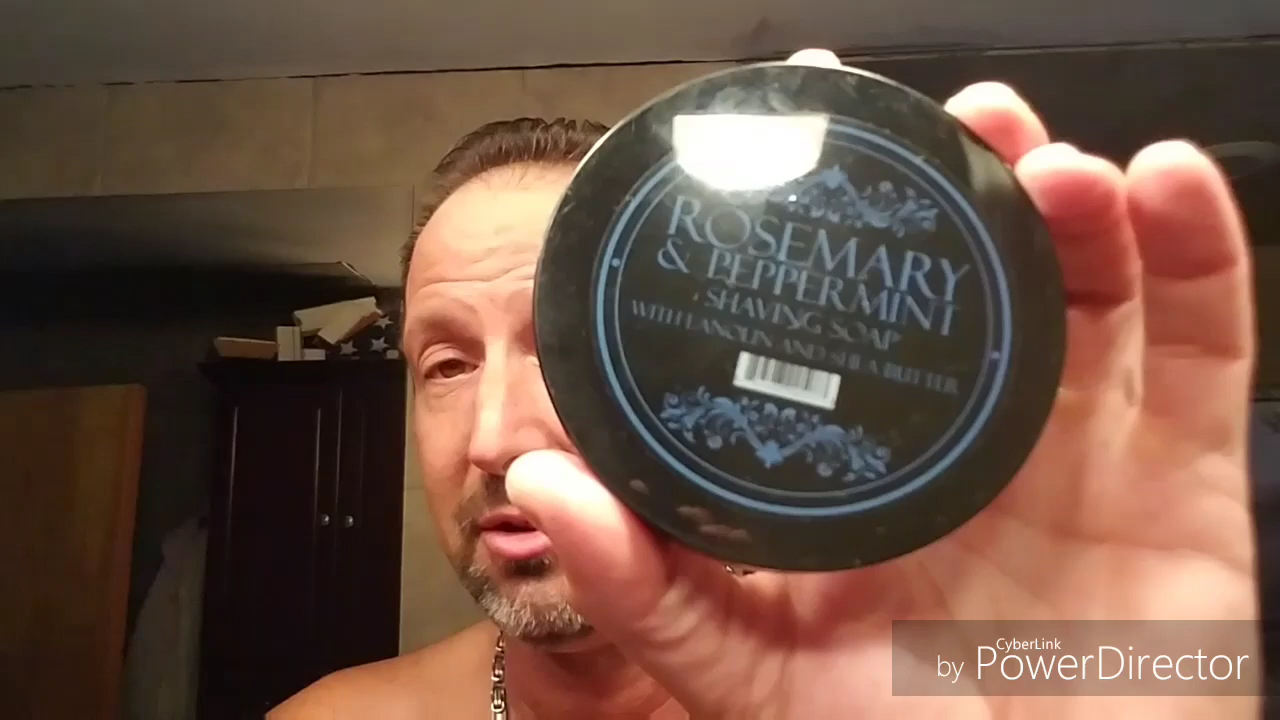 ROSEMARY
& PEPPERMINT
SHAVING SOAP
WITH LANOLIN AND SHEA BUTTER
CyberLink
by PowerDirector